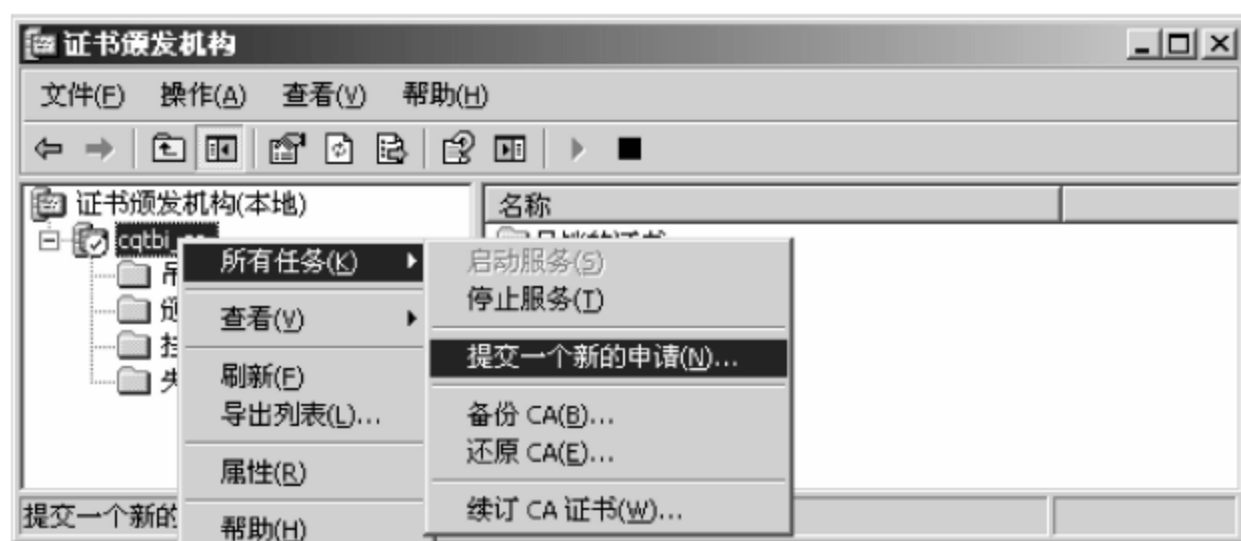 证书颁发机构
文件(F) 操作(A) 查看(V) 帮助(H)
证书颁发机构(本地)
名称
cqtbi
所有任务(K)
查看(V)
刷新(F)
导出列表(L)...
属性(R)
帮助(H)
启动服务(S)
停止服务(T)
提交一个新的申请(N)...
备份 CA(B)...
还原 CA(E)...
续订 CA 证书(W)...
提交一个新的